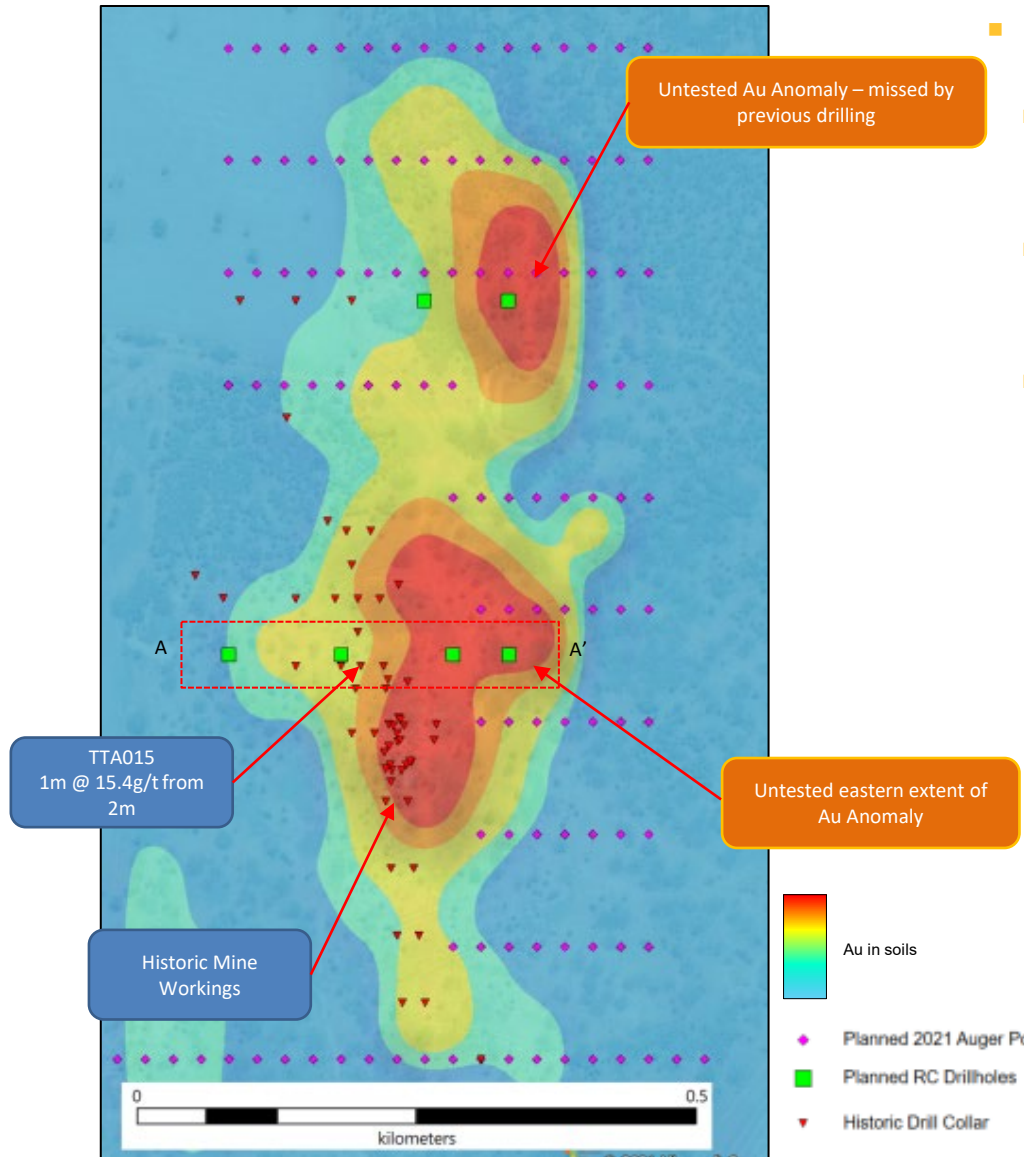 Untested Au Anomaly – missed by
previous drilling
A
A’
TTA015
1m @ 15.4g/t from
2m
Untested eastern extent of
Au Anomaly
Historic Mine
Workings
Au in soils
Planned 2021 Auger Po
Planned RC Drillholes
Historic Drill Collar
0
0.5
kilometers